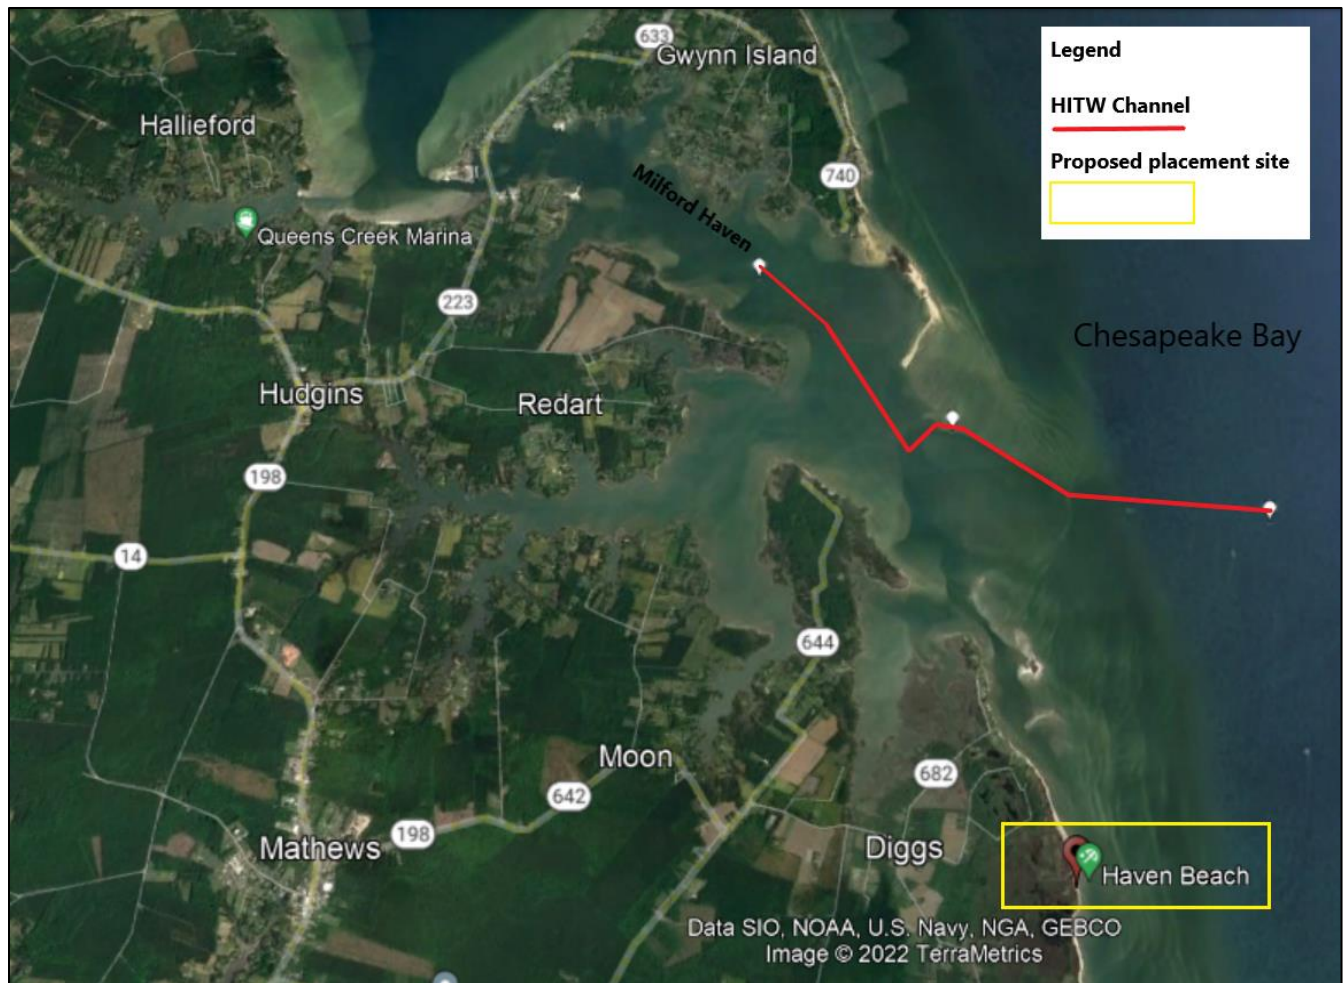 633
Gwynn Island
Legend
HITW Channel
Proposed placement site
Hallieford
740
Milford Haven
Queens Creek Marina
223
Chesapeake Bay
Hudgins
Redart
198
14
644
Moon
682
642
198
Mathews
Diggs
Haven Beach
Data SIO, NOAA, U.S. Navy, NGA, GEBCO
Image © 2022 TerraMetrics